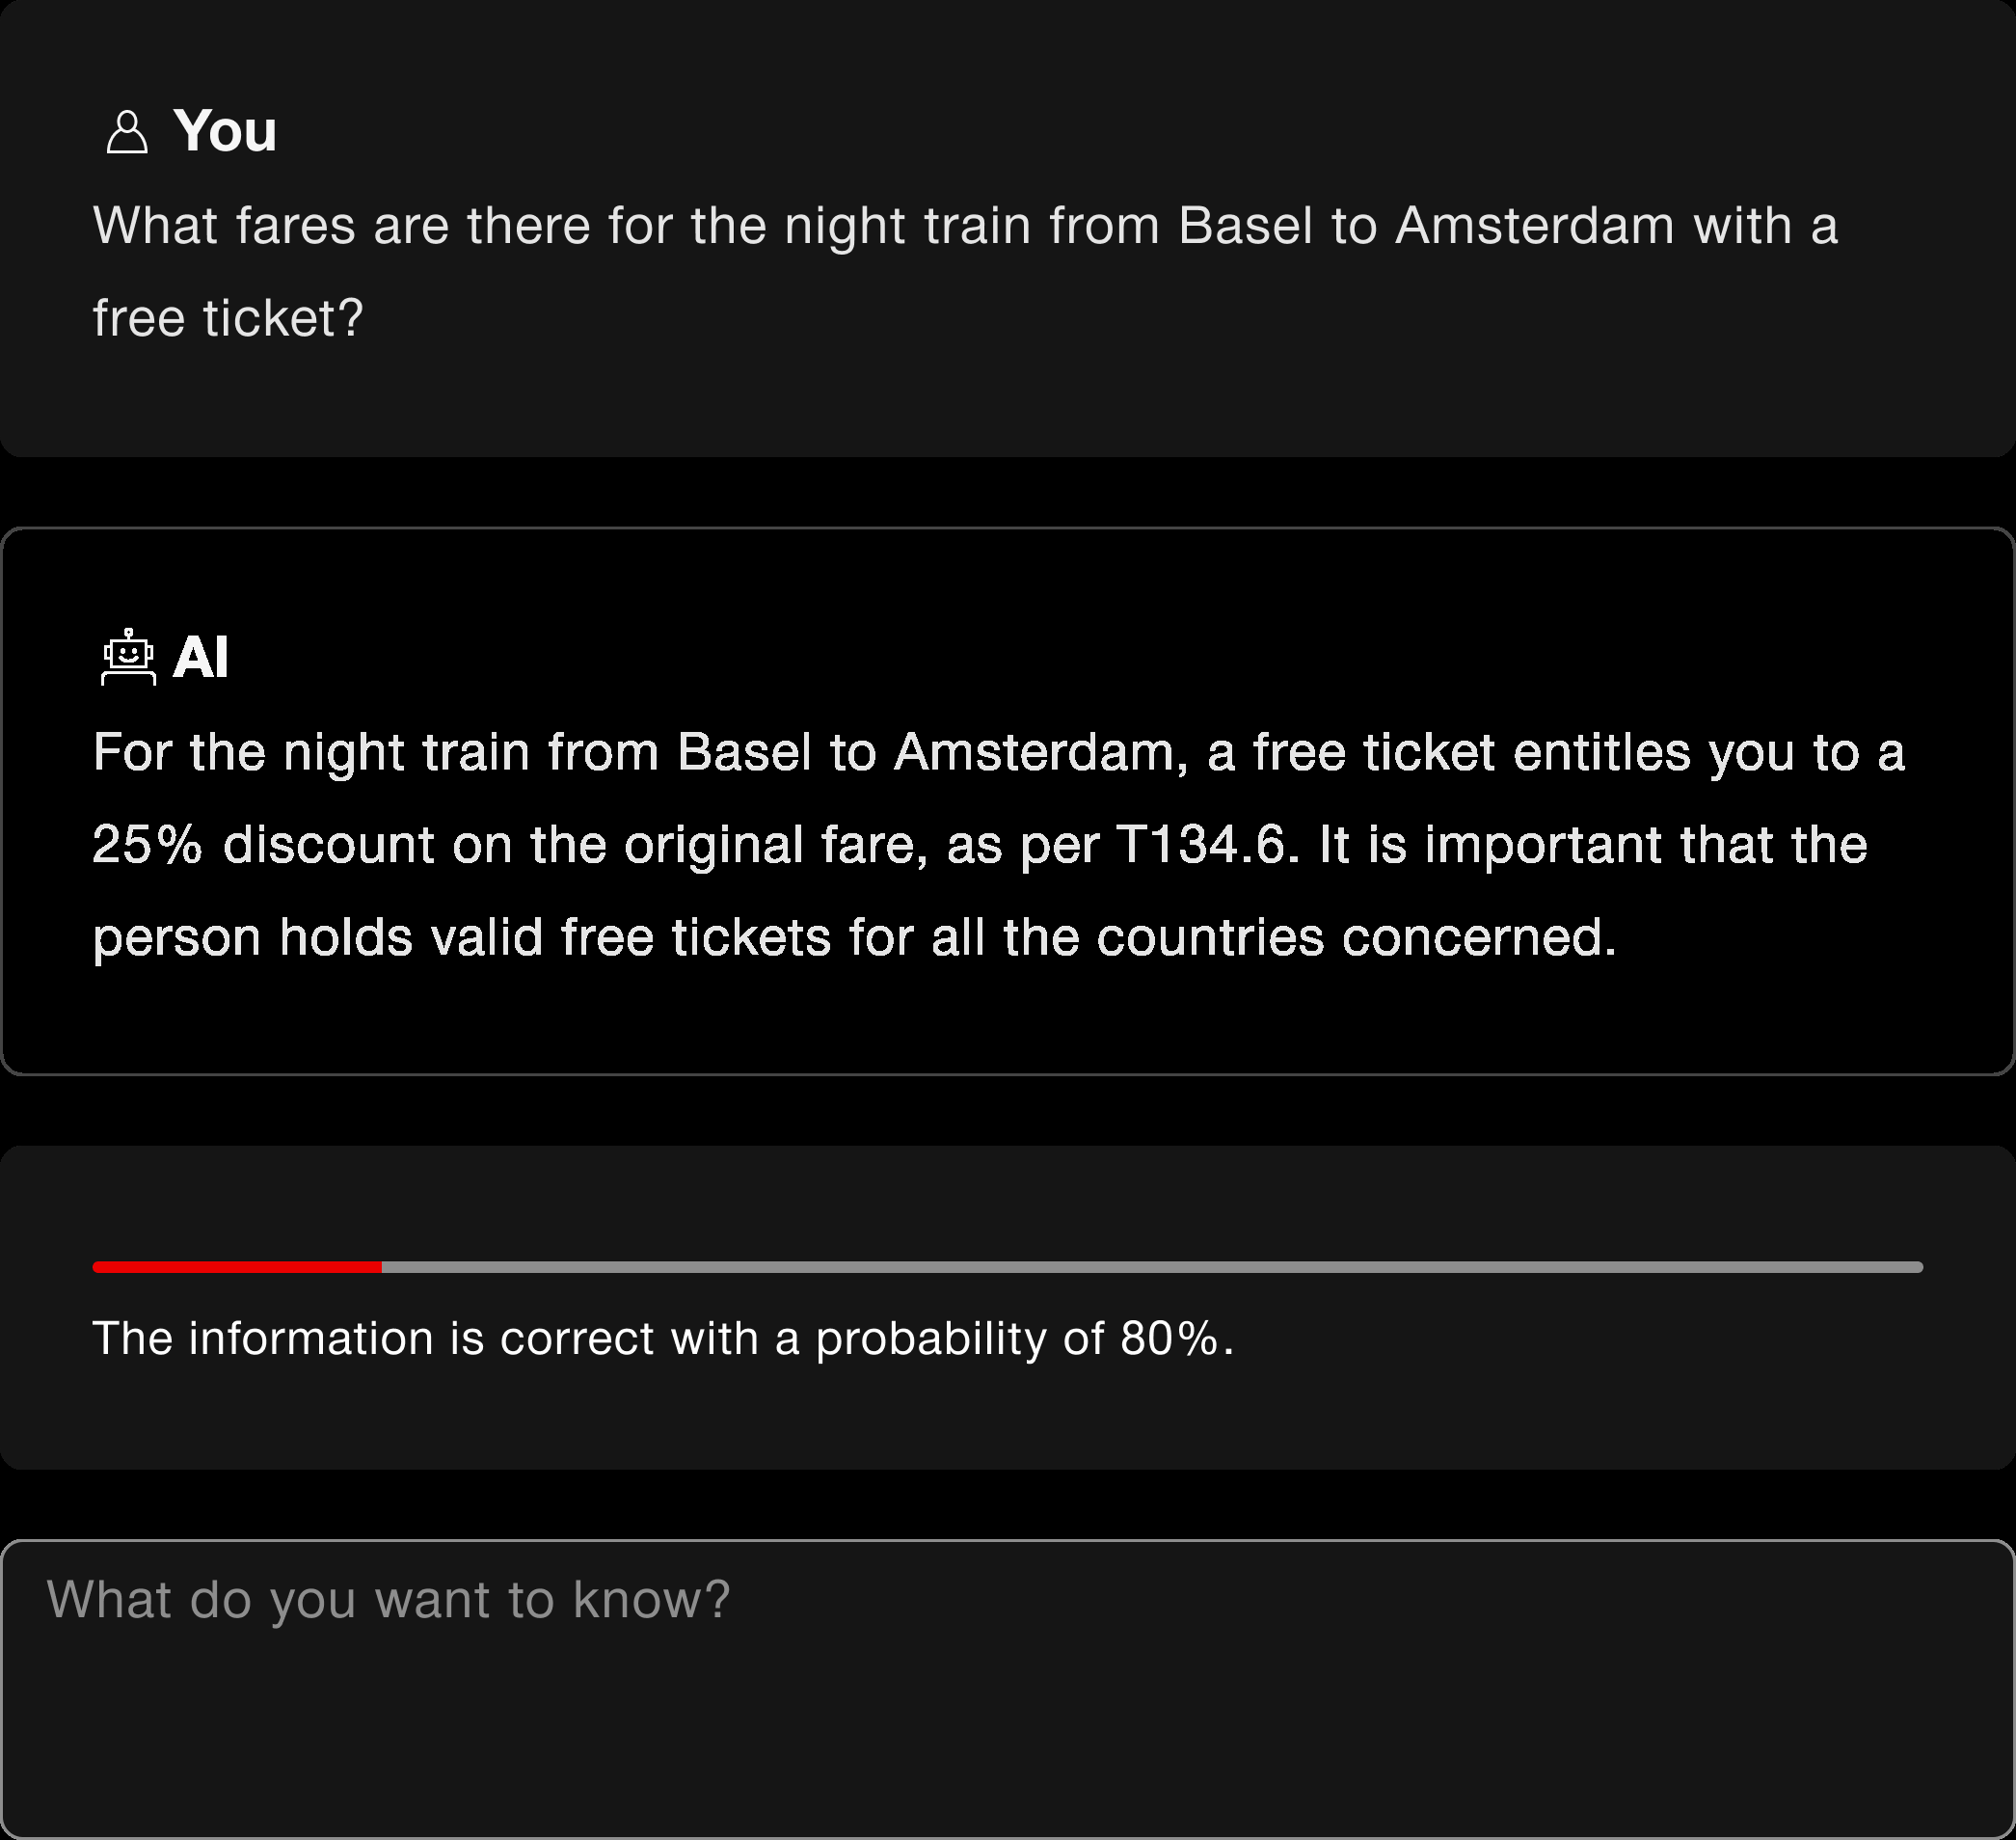 You
What fares are there for the night train from Basel to Amsterdam with a
free ticket?
AI
For the night train from Basel to Amsterdam, a free ticket entitles you to a
25% discount on the original fare, as per T134.6. It is important that the
person holds valid free tickets for all the countries concerned.
The information is correct with a probability of 80%.
What do you want to know?